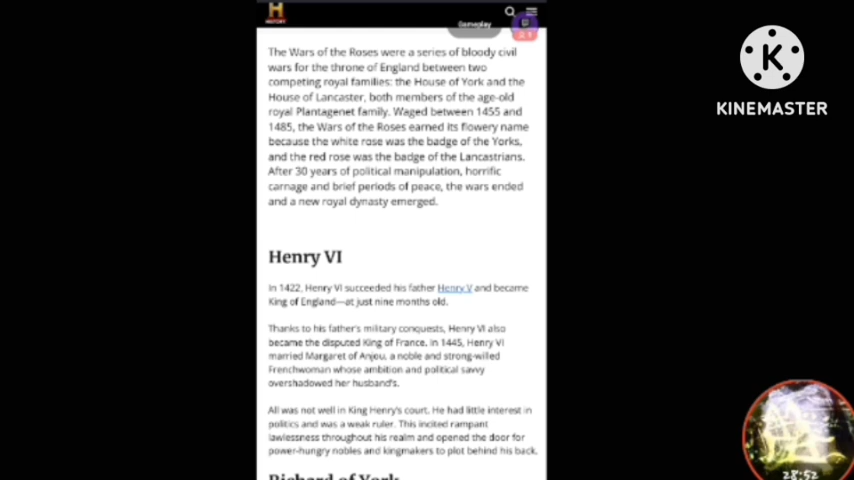 HISTORY
Gameplay
KINEMASTER
The Wars of the Roses were a series of bloody civil
wars for the throne of England between two
competing royal families: the House of York and the
House of Lancaster, both members of the age-old
royal Plantagenet family. Waged between 1455 and
1485, the Wars of the Roses earned its flowery name
because the white rose was the badge of the Yorks,
and the red rose was the badge of the Lancastrians.
After 30 years of political manipulation, horrific
carnage and brief periods of peace, the wars ended
and a new royal dynasty emerged.
Henry VI
In 1422, Henry VI succeeded his father Henry V and became
King of England—at just nine months old.
Thanks to his father's military conquests, Henry VI also
became the disputed King of France. In 1445, Henry VI
married Margaret of Anjou, a noble and strong-willed
Frenchwoman whose ambition and political savvy
overshadowed her husband's.
All was not well in King Henry's court. He had little interest in
politics and was a weak ruler. This incited rampant
lawlessness throughout his realm and opened the door for
power-hungry nobles and kingmakers to plot behind his back.
Richard of York
28:52